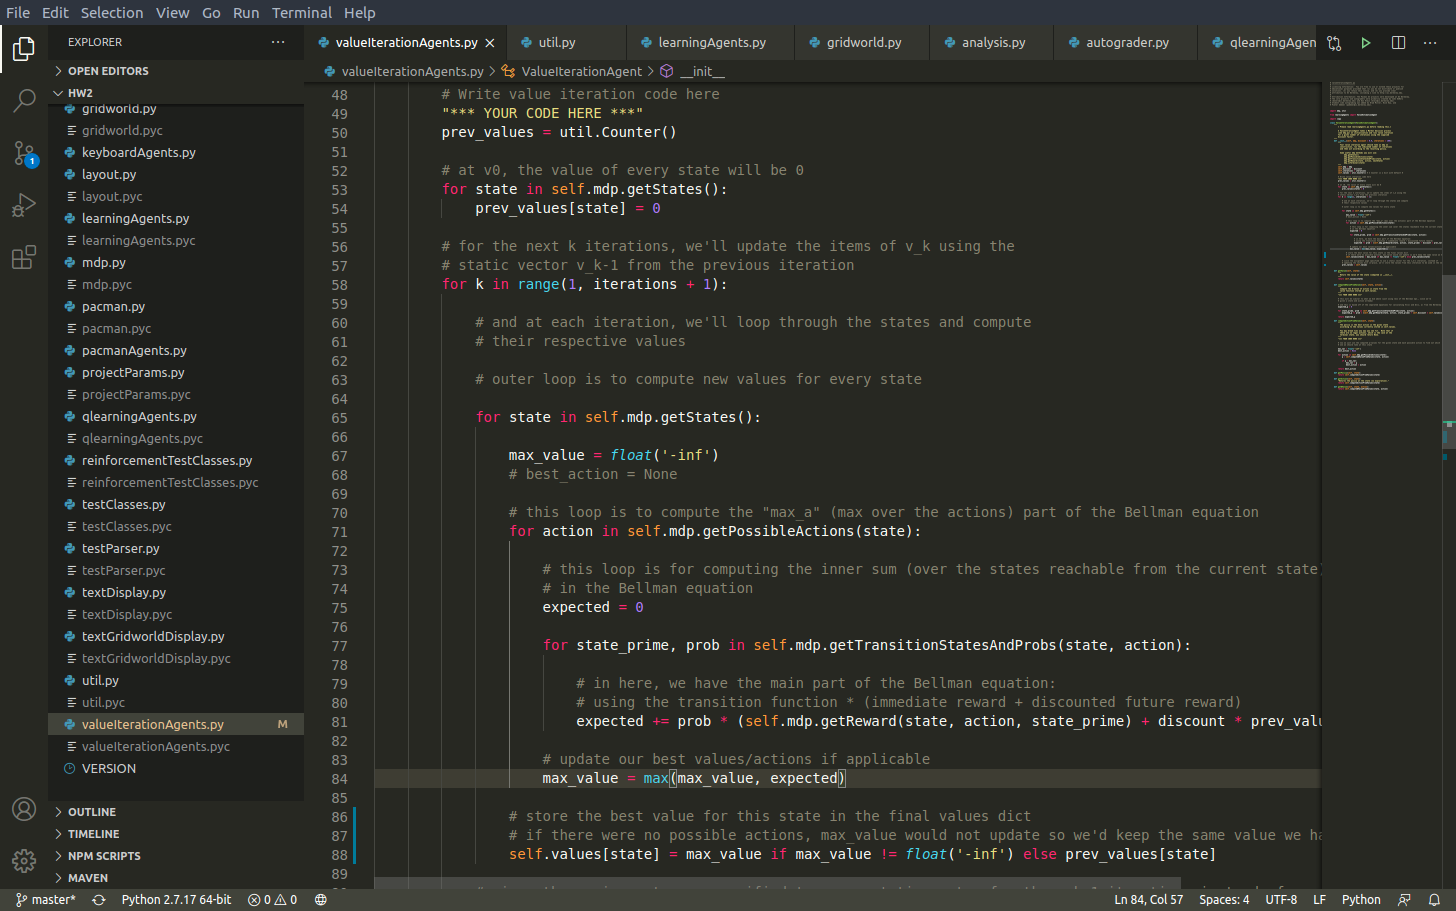 File Edit Selection View Go Run Terminal Help
EXPLORER
OPEN EDITORS
HW2
gridworld.py
gridworld.pyc
keyboardAgents.py
layout.py
layout.pyc
learningAgents.py
learningAgents.pyc
mdp.py
mdp.pyc
pacman.py
pacman.pyc
pacmanAgents.py
projectParams.py
projectParams.pyc
qlearningAgents.py
qlearningAgents.pyc
reinforcementTestClasses.py
reinforcementTestClasses.pyc
testClasses.py
testClasses.pyc
testParser.py
testParser.pyc
textDisplay.py
textDisplay.pyc
textGridworldDisplay.py
textGridworldDisplay.pyc
util.py
util.pyc
valueIterationAgents.py M
valueIterationAgents.pyc
VERSION
OUTLINE
TIMELINE
NPM SCRIPTS
MAVEN
1
valueIterationAgents.py util.py learningAgents.py gridworld.py analysis.py autograder.py qlearningAgen
valueIterationAgents.py > ValueIterationAgent > __init__
48 # Write value iteration code here
49 "*** YOUR CODE HERE ***"
50 prev_values = util.Counter()
51
52 # at v0, the value of every state will be 0
53 for state in self.mdp.getStates():
54 prev_values[state] = 0
55
56 # for the next k iterations, we'll update the items of v_k using the
57 # static vector v_k-1 from the previous iteration
58 for k in range(1, iterations + 1):
59
60 # and at each iteration, we'll loop through the states and compute
61 # their respective values
62
63 # outer loop is to compute new values for every state
64
65 for state in self.mdp.getStates():
66
67 max_value = float('-inf')
68 # best_action = None
69
70 # this loop is to compute the "max_a" (max over the actions) part of the Bellman equation
71 for action in self.mdp.getPossibleActions(state):
72
73 # this loop is for computing the inner sum (over the states reachable from the current state)
74 # in the Bellman equation
75 expected = 0
76
77 for state_prime, prob in self.mdp.getTransitionStatesAndProbs(state, action):
78
79 # in here, we have the main part of the Bellman equation:
80 # using the transition function * (immediate reward + discounted future reward)
81 expected += prob * (self.mdp.getReward(state, action, state_prime) + discount * prev_valu
82
83 # update our best values/actions if applicable
84 max_value = max(max_value, expected)
85
86 # store the best value for this state in the final values dict
87 # if there were no possible actions, max_value would not update so we'd keep the same value we ha
88 self.values[state] = max_value if max_value != float('-inf') else prev_values[state]
89
master* Python 2.7.17 64-bit 0 0 Ln 84, Col 57 Spaces: 4 UTF-8 LF Python